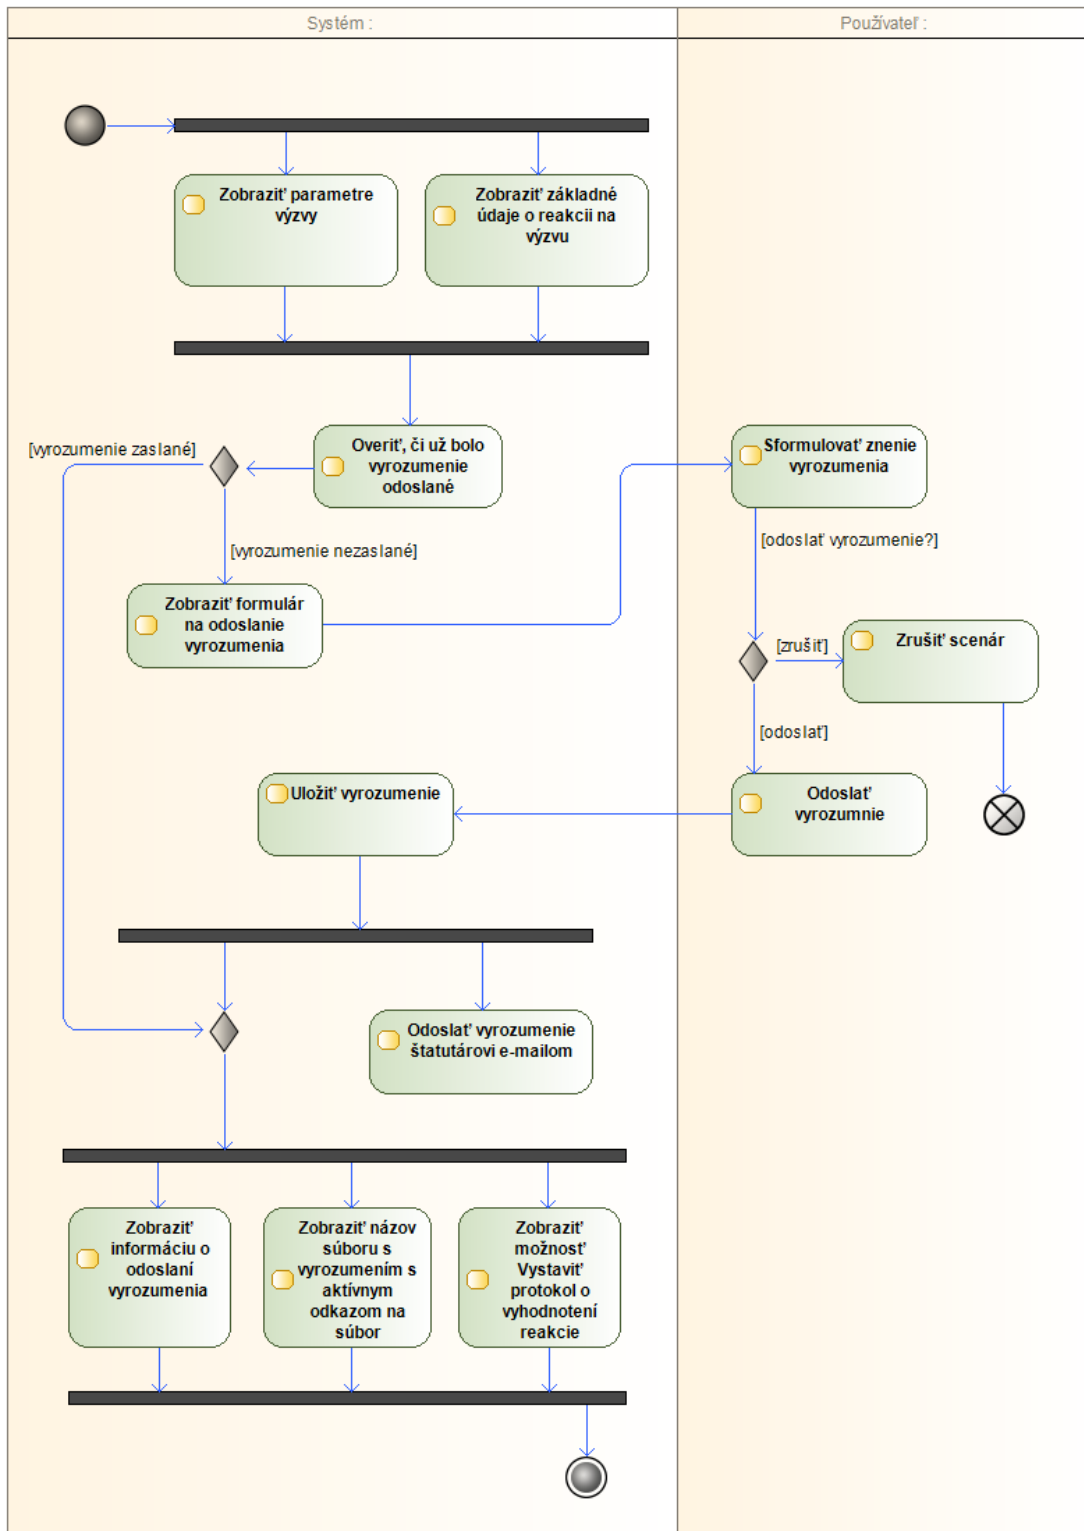 Systém :
Používateľ :
Zobraziť parametre
výzvy
Zobraziť základné
údaje o reakcii na
výzvu
[vyrozumenie zaslané]
Overiť, či už bolo
vyrozumenie
odoslané
Sformulovať znenie
vyrozumenia
[vyrozumenie nezaslané]
[odoslať vyrozumenie?]
Zobraziť formulár
na odoslanie
vyrozumenia
[zrušiť]
Zrušiť scenár
[odoslať]
Uložiť vyrozumenie
Odoslať
vyrozumnie
Odoslať vyrozumenie
štatutárovi e-mailom
Zobraziť
informáciu o
odoslaní
vyrozumenia
Zobraziť názov
súboru s
vyrozumením s
aktívnym
odkazom na
súbor
Zobraziť
možnosť
Vystaviť
protokol o
vyhodnotení
reakcie